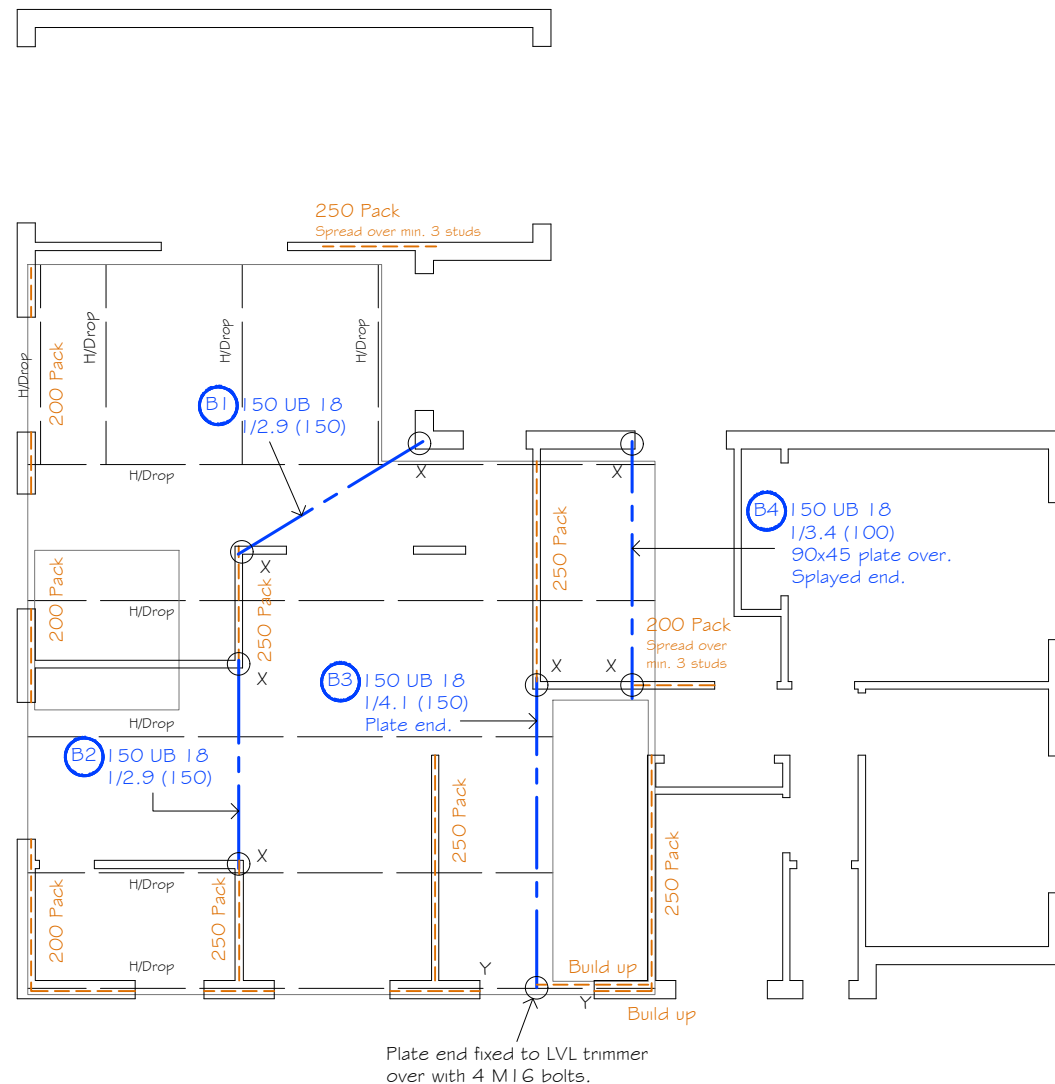 250 Pack
Spread over min. 3 studs
H/Drop
200 Pack
H/Drop
H/Drop
H/Drop
B1 150 UB 18
1/2.9 (150)
X
X
H/Drop
B4 150 UB 18
1/3.4 (100)
90x45 plate over.
Splayed end.
200 Pack
H/Drop
X
250 Pack
250 Pack
200 Pack
Spread over
min. 3 studs
X
X
X
B3 150 UB 18
1/4.1 (150)
Plate end.
H/Drop
B2 150 UB 18
1/2.9 (150)
250 Pack
250 Pack
X
H/Drop
200 Pack
250 Pack
H/Drop
Y
Build up
Y
Build up
Plate end fixed to LVL trimmer
over with 4 M16 bolts.